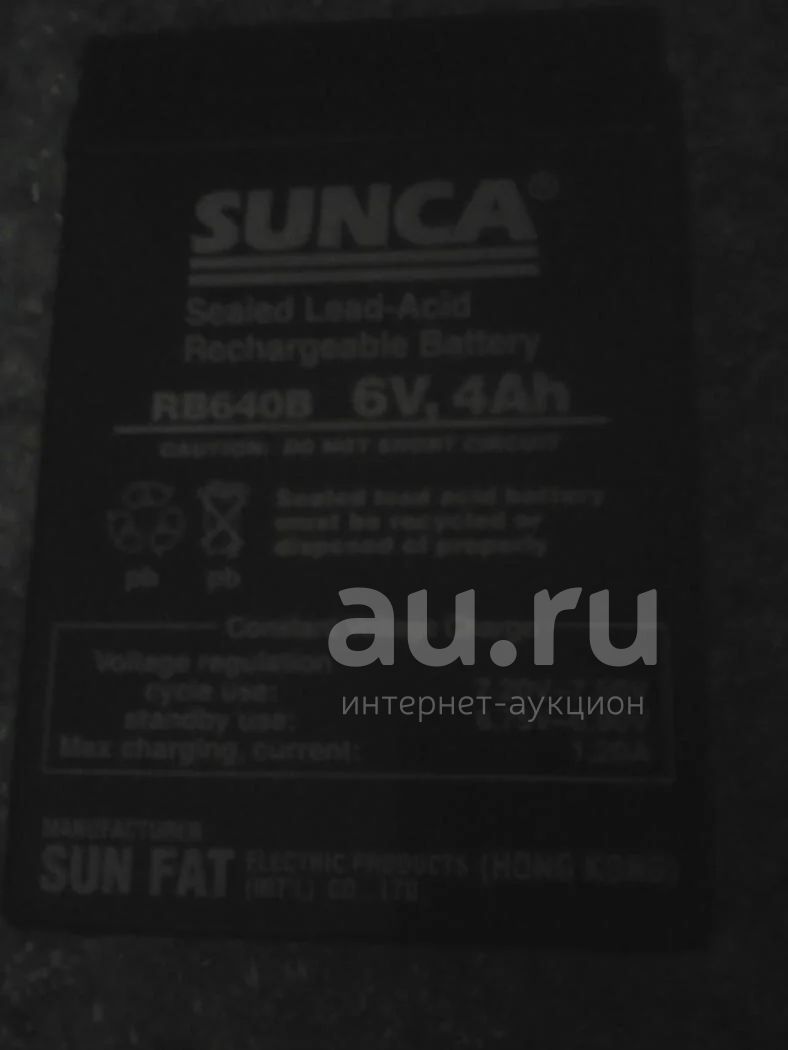 SUNCA®
Sealed Lead-Acid
Rechargeable Battery
RB640B 6V, 4Ah
CAUTION: DO NOT SHORT CIRCUIT
Sealed lead acid battery
must be recycled or
disposed of properly
pb pb
au.ru
Voltage regulation
cycle use:
интернет-аукцион
standby use:
Max charging current: 1.20A
MANUFACTURER
SUN FAT ELECTRIC PRODUCTS (HONG KONG)
(INT'L) CO. LTD